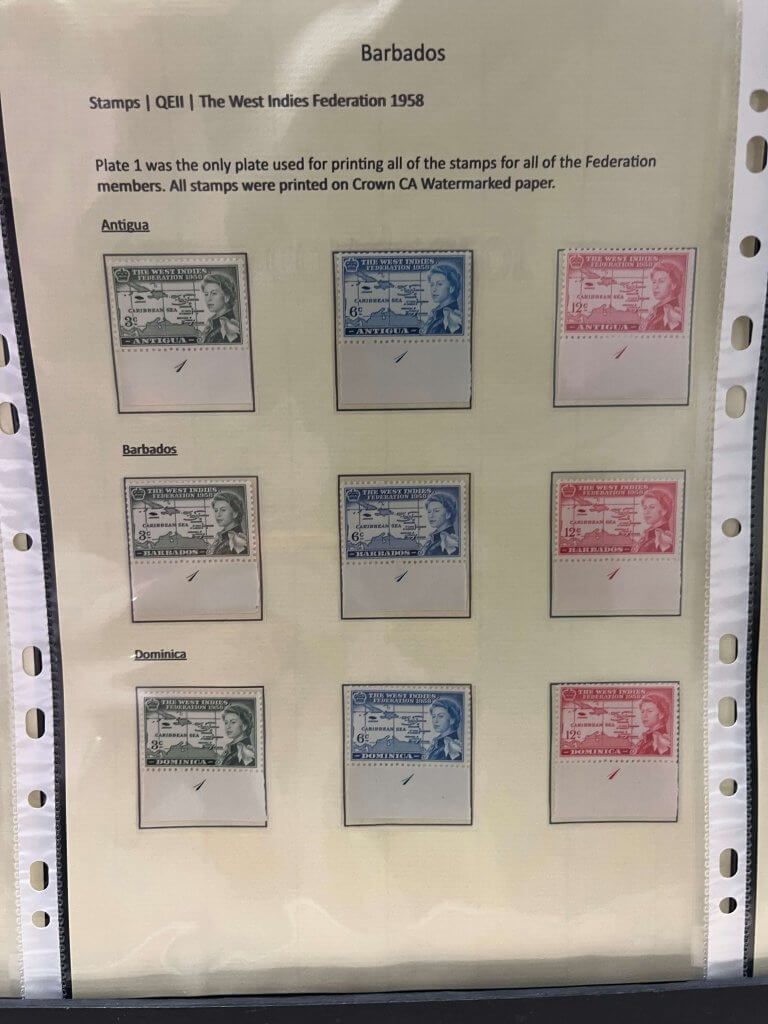 Barbados
Stamps | QEII | The West Indies Federation 1958
Plate 1 was the only plate used for printing all of the stamps for all of the Federation
members. All stamps were printed on Crown CA Watermarked paper.
Antigua
THE WEST INDIES
FEDERATION 1958
CARIBBEAN SEA
3c
ANTIGUA
1
THE WEST INDIES
FEDERATION 1958
CARIBBEAN SEA
6c
ANTIGUA
1
THE WEST INDIES
FEDERATION 1958
CARIBBEAN SEA
12c
ANTIGUA
1
Barbados
THE WEST INDIES
FEDERATION 1958
CARIBBEAN SEA
3c
BARBADOS
1
THE WEST INDIES
FEDERATION 1958
CARIBBEAN SEA
6c
BARBADOS
1
THE WEST INDIES
FEDERATION 1958
CARIBBEAN SEA
12c
BARBADOS
1
Dominica
THE WEST INDIES
FEDERATION 1958
CARIBBEAN SEA
3c
DOMINICA
1
THE WEST INDIES
FEDERATION 1958
CARIBBEAN SEA
6c
DOMINICA
1
THE WEST INDIES
FEDERATION 1958
CARIBBEAN SEA
12c
DOMINICA
1